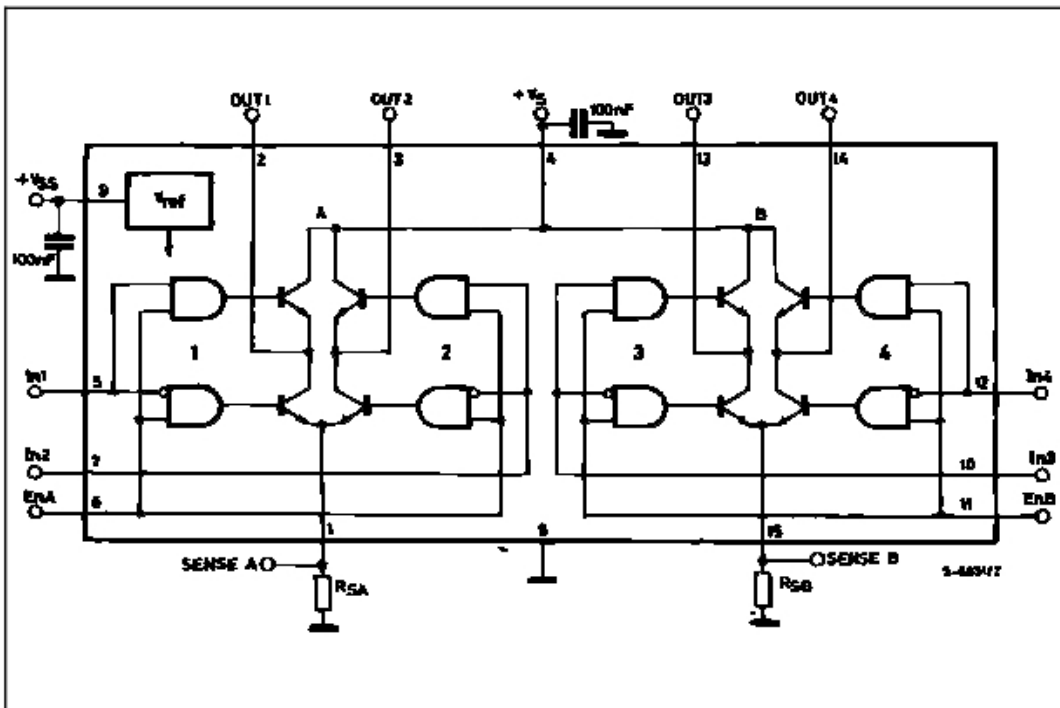 OUT1 OUT2 +VS 100nF OUT3 OUT4
2 3 4 13 14
+VSS 9 Vref A B
100nF
1 2 3 4
In1 5 12 In4
In2 7 10 In3
EnA 6 11 EnB
1 8 15
SENSE A SENSE B
RSA RSB